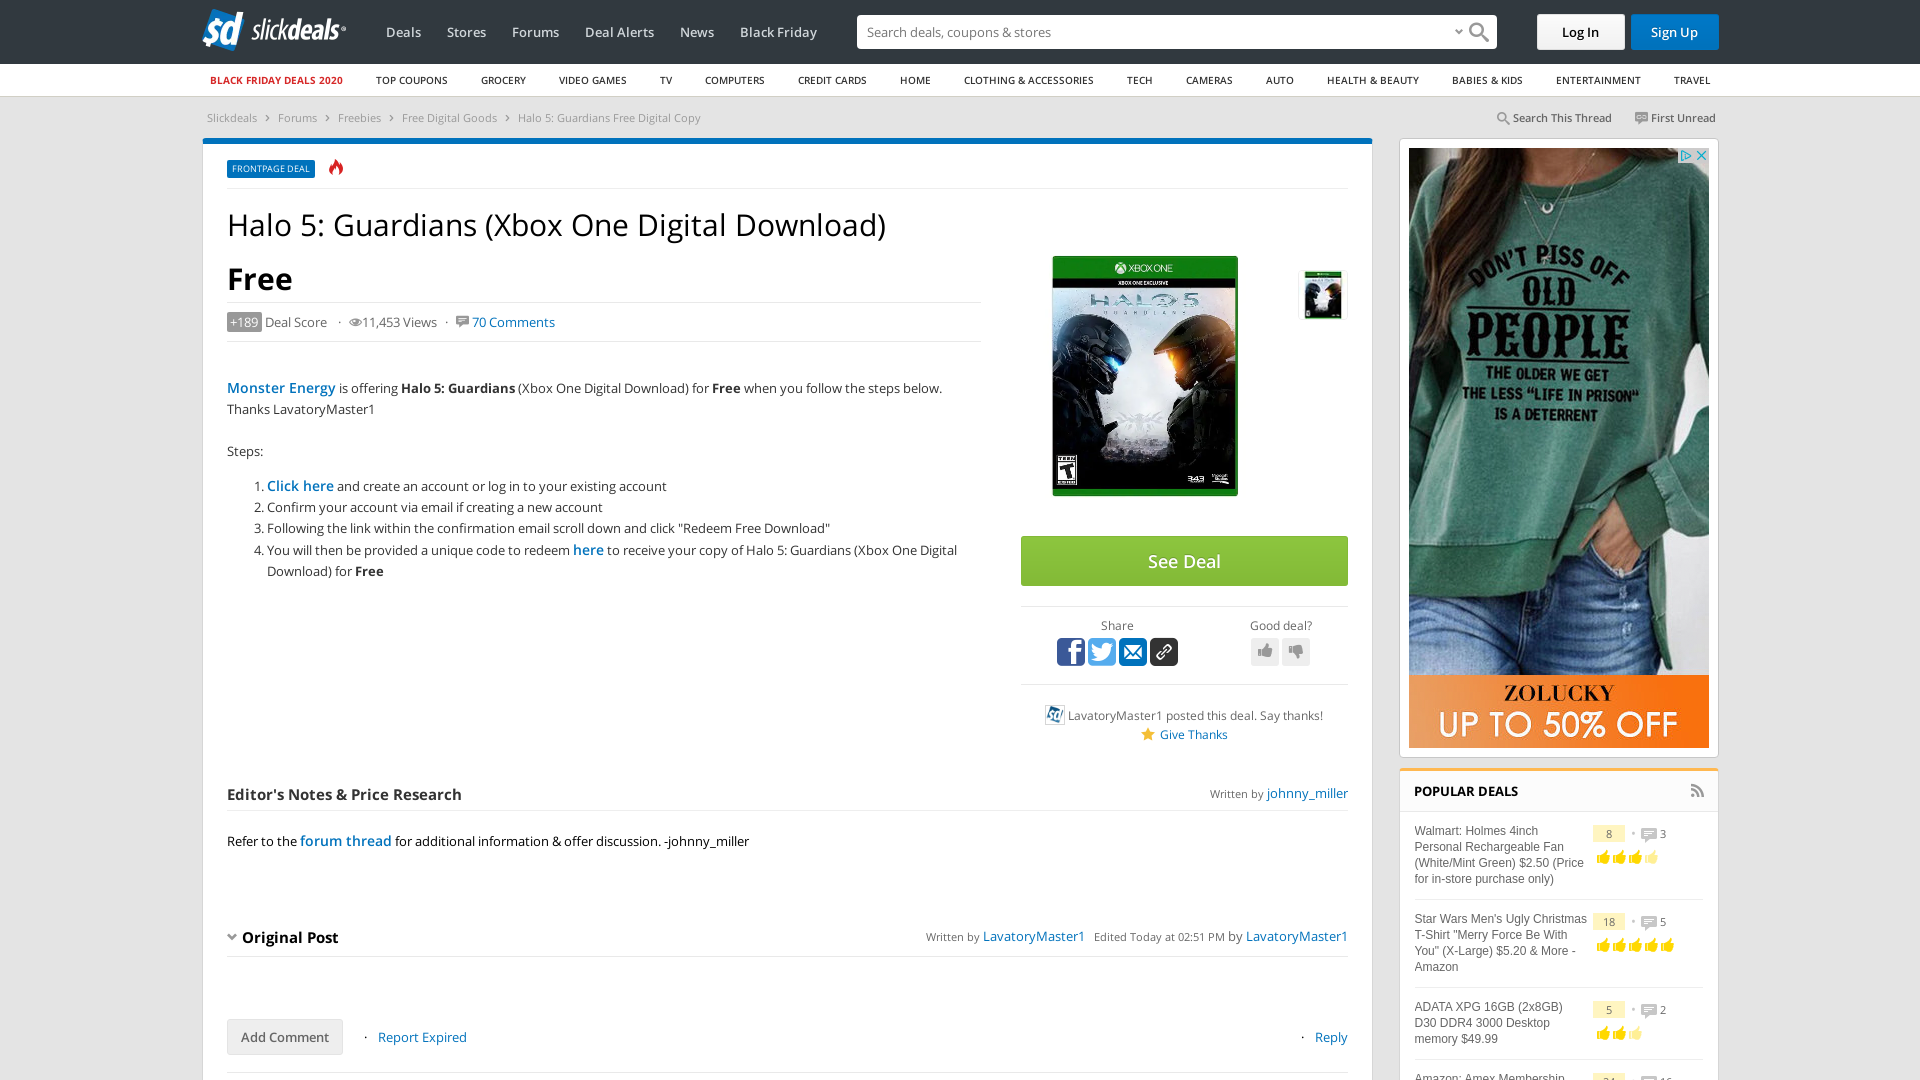 slickdeals
Deals
Stores
Forums
Deal Alerts
News
Black Friday
Search deals, coupons & stores
Log In
Sign Up
BLACK FRIDAY DEALS 2020
TOP COUPONS
GROCERY
VIDEO GAMES
TV
COMPUTERS
CREDIT CARDS
HOME
CLOTHING & ACCESSORIES
TECH
CAMERAS
AUTO
HEALTH & BEAUTY
BABIES & KIDS
ENTERTAINMENT
TRAVEL
Slickdeals > Forums > Freebies > Free Digital Goods > Halo 5: Guardians Free Digital Copy
Search This Thread
First Unread
FRONTPAGE DEAL
Halo 5: Guardians (Xbox One Digital Download)
Free
+189 Deal Score · 11,453 Views · 70 Comments
Monster Energy is offering Halo 5: Guardians (Xbox One Digital Download) for Free when you follow the steps below.
Thanks LavatoryMaster1
Steps:
1. Click here and create an account or log in to your existing account
2. Confirm your account via email if creating a new account
3. Following the link within the confirmation email scroll down and click "Redeem Free Download"
4. You will then be provided a unique code to redeem here to receive your copy of Halo 5: Guardians (Xbox One Digital
Download) for Free
XBOX ONE
XBOX ONE EXCLUSIVE
HALO 5
GUARDIANS
TEEN
T
343
See Deal
Share
Good deal?
LavatoryMaster1 posted this deal. Say thanks!
Give Thanks
Editor's Notes & Price Research
Written by johnny_miller
Refer to the forum thread for additional information & offer discussion. -johnny_miller
Original Post
Written by LavatoryMaster1 Edited Today at 02:51 PM by LavatoryMaster1
Add Comment
· Report Expired
· Reply
DON'T PISS OFF
OLD
PEOPLE
THE OLDER WE GET
THE LESS "LIFE IN PRISON"
IS A DETERRENT
ZOLUCKY
UP TO 50% OFF
POPULAR DEALS
Walmart: Holmes 4inch
Personal Rechargeable Fan
(White/Mint Green) $2.50 (Price
for in-store purchase only)
8 · 3
Star Wars Men's Ugly Christmas
T-Shirt "Merry Force Be With
You" (X-Large) $5.20 & More -
Amazon
18 · 5
ADATA XPG 16GB (2x8GB)
D30 DDR4 3000 Desktop
memory $49.99
5 · 2
Amazon: Amex Membership